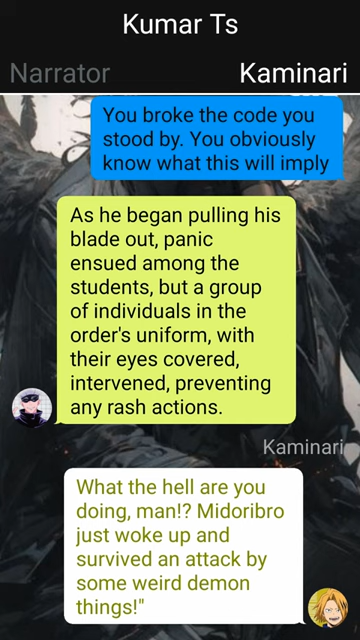 Kumar Ts
Narrator
Kaminari
You broke the code you
stood by. You obviously
know what this will imply
As he began pulling his
blade out, panic
ensued among the
students, but a group
of individuals in the
order's uniform, with
their eyes covered,
intervened, preventing
any rash actions.
Kaminari
What the hell are you
doing, man!? Midoribro
just woke up and
survived an attack by
some weird demon
things!"